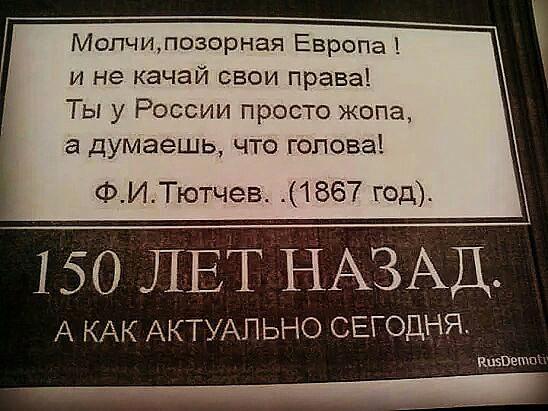 Молчи,позорная Европа !
и не качай свои права!
Ты у России просто жопа,
а думаешь, что голова!
Ф.И.Тютчев. .(1867 год).
150 ЛЕТ НАЗАД.
А КАК АКТУАЛЬНО СЕГОДНЯ.